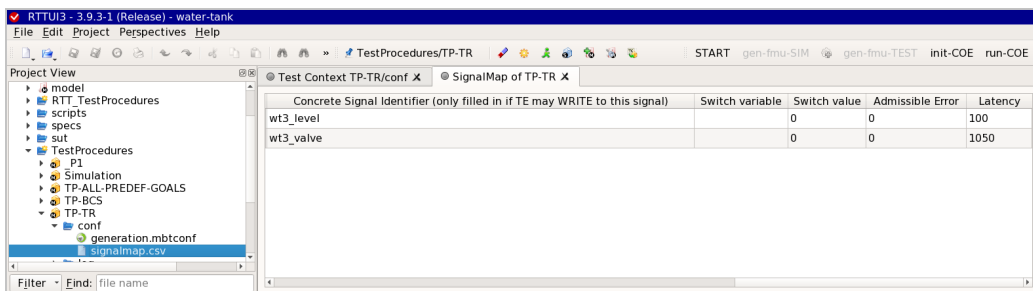 RTTUI3 - 3.9.3-1 (Release) - water-tank
File Edit Project Perspectives Help
» TestProcedures/TP-TR START gen-fmu-SIM gen-fmu-TEST init-COE run-COE
Project View
Test Context TP-TR/conf SignalMap of TP-TR
model
RTT_TestProcedures
scripts
specs
sut
TestProcedures
_P1
Simulation
TP-ALL-PREDEF-GOALS
TP-BCS
TP-TR
conf
generation.mbtconf
signalmap.csv
Filter Find: file name
Concrete Signal Identifier (only filled in if TE may WRITE to this signal) Switch variable Switch value Admissible Error Latency
wt3_level 0 0 100
wt3_valve 0 0 1050